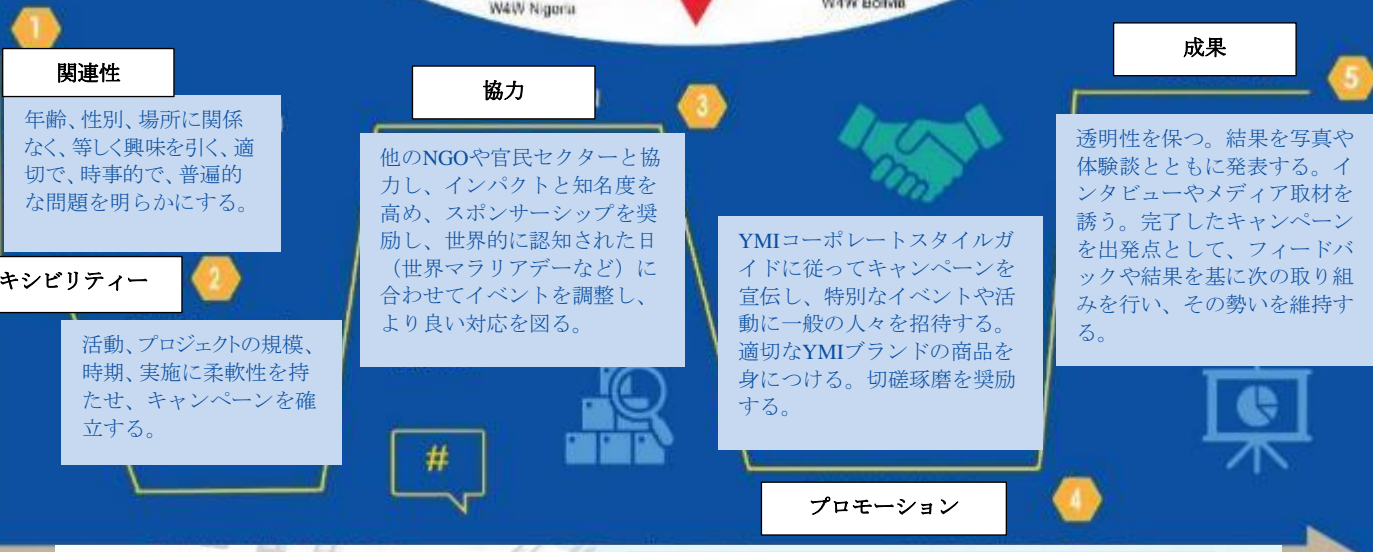 W4W Nigeria
W4W Bolivia
1
関連性
年齢、性別、場所に関係
なく、等しく興味を引く、適
切で、時事的で、普遍的
な問題を明らかにする。
キシビリティー
2
活動、プロジェクトの規模、
時期、実施に柔軟性を持
たせ、キャンペーンを確
立する。
協力
3
他のNGOや官民セクターと協
力し、インパクトと知名度を
高め、スポンサーシップを奨
励し、世界的に認知された日
（世界マラリアデーなど）に
合わせてイベントを調整し、
より良い対応を図る。
#
YMIコーポレートスタイルガ
イドに従ってキャンペーンを
宣伝し、特別なイベントや活
動に一般の人々を招待する。
適切なYMIブランドの商品を
身につける。切磋琢磨を奨励
する。
プロモーション
4
成果
5
透明性を保つ。結果を写真や
体験談とともに発表する。イ
ンタビューやメディア取材を
誘う。完了したキャンペーン
を出発点として、フィードバ
ックや結果を基に次の取り組
みを行い、その勢いを維持す
る。